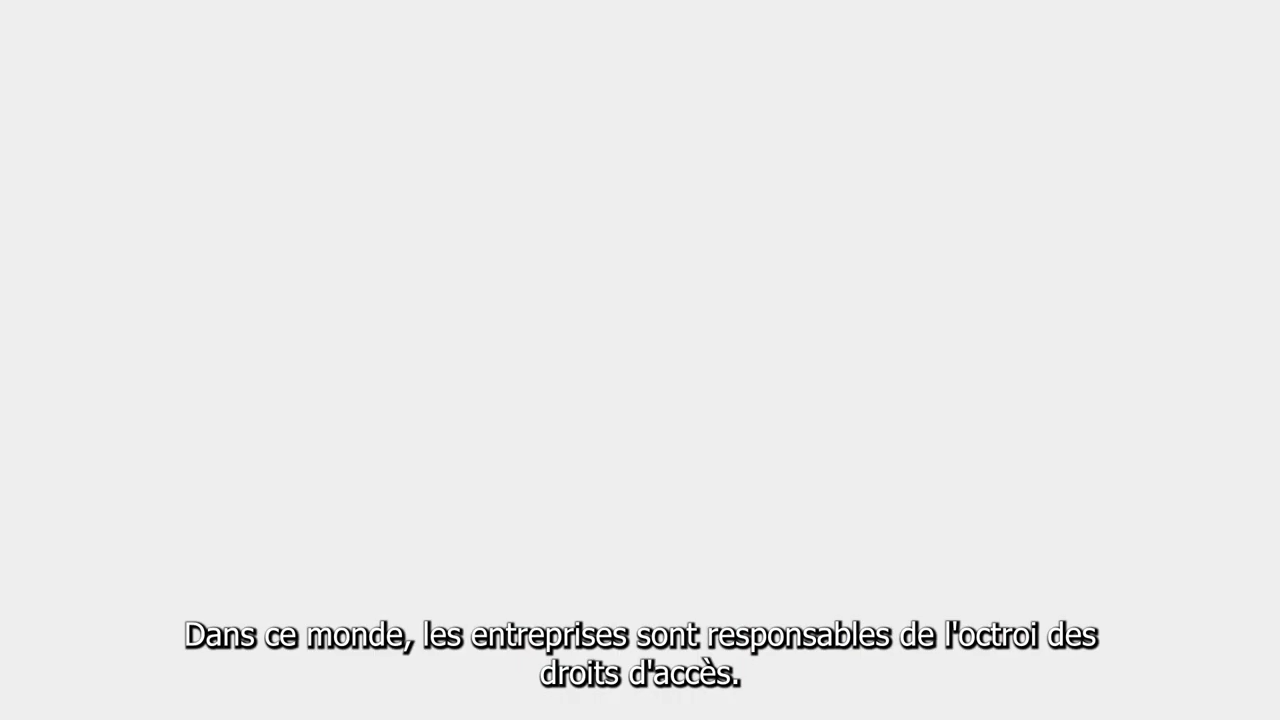 Dans ce monde, les entreprises sont responsables de l'octroi des
droits d'accès.